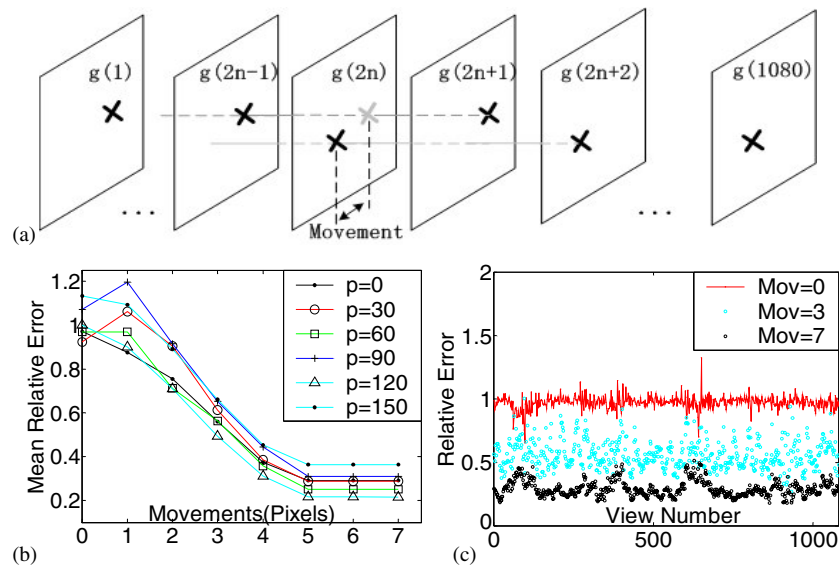 g(1) g(2n-1) g(2n) g(2n+1) g(2n+2) g(1080)
... ...
Movement
(a)
Mean Relative Error
1.2
1
0.8
0.6
0.4
0.2
0 1 2 3 4 5 6 7
Movements(Pixels)
p=0
p=30
p=60
p=90
p=120
p=150
(b)
Relative Error
2
1.5
1
0.5
0
0 500 1000
View Number
Mov=0
Mov=3
Mov=7
(c)